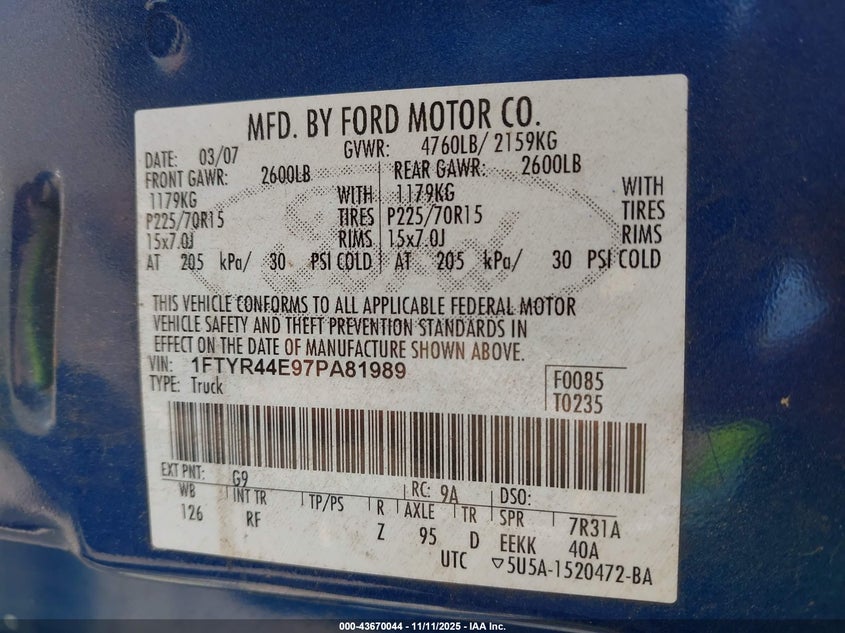 MFD. BY FORD MOTOR CO.
DATE: 03/07 GVWR: 4760LB/ 2159KG
FRONT GAWR: 2600LB REAR GAWR: 2600LB
1179KG WITH 1179KG WITH
P225/70R15 TIRES P225/70R15 TIRES
15x7.0J RIMS 15x7.0J RIMS
AT 205 kPa/ 30 PSI COLD AT 205 kPa/ 30 PSI COLD
THIS VEHICLE CONFORMS TO ALL APPLICABLE FEDERAL MOTOR
VEHICLE SAFETY AND THEFT PREVENTION STANDARDS IN
EFFECT ON THE DATE OF MANUFACTURE SHOWN ABOVE.
VIN: 1FTYR44E97PA81989
TYPE: Truck
F0085
T0235
EXT PNT: G9 RC: 9A DSO:
WB INT TR TP/PS R AXLE TR SPR 7R31A
126 RF Z 95 D EEKK 40A
UTC ▽5U5A-1520472-BA
Ford
000-43670044 - 11/11/2025 - IAA Inc.